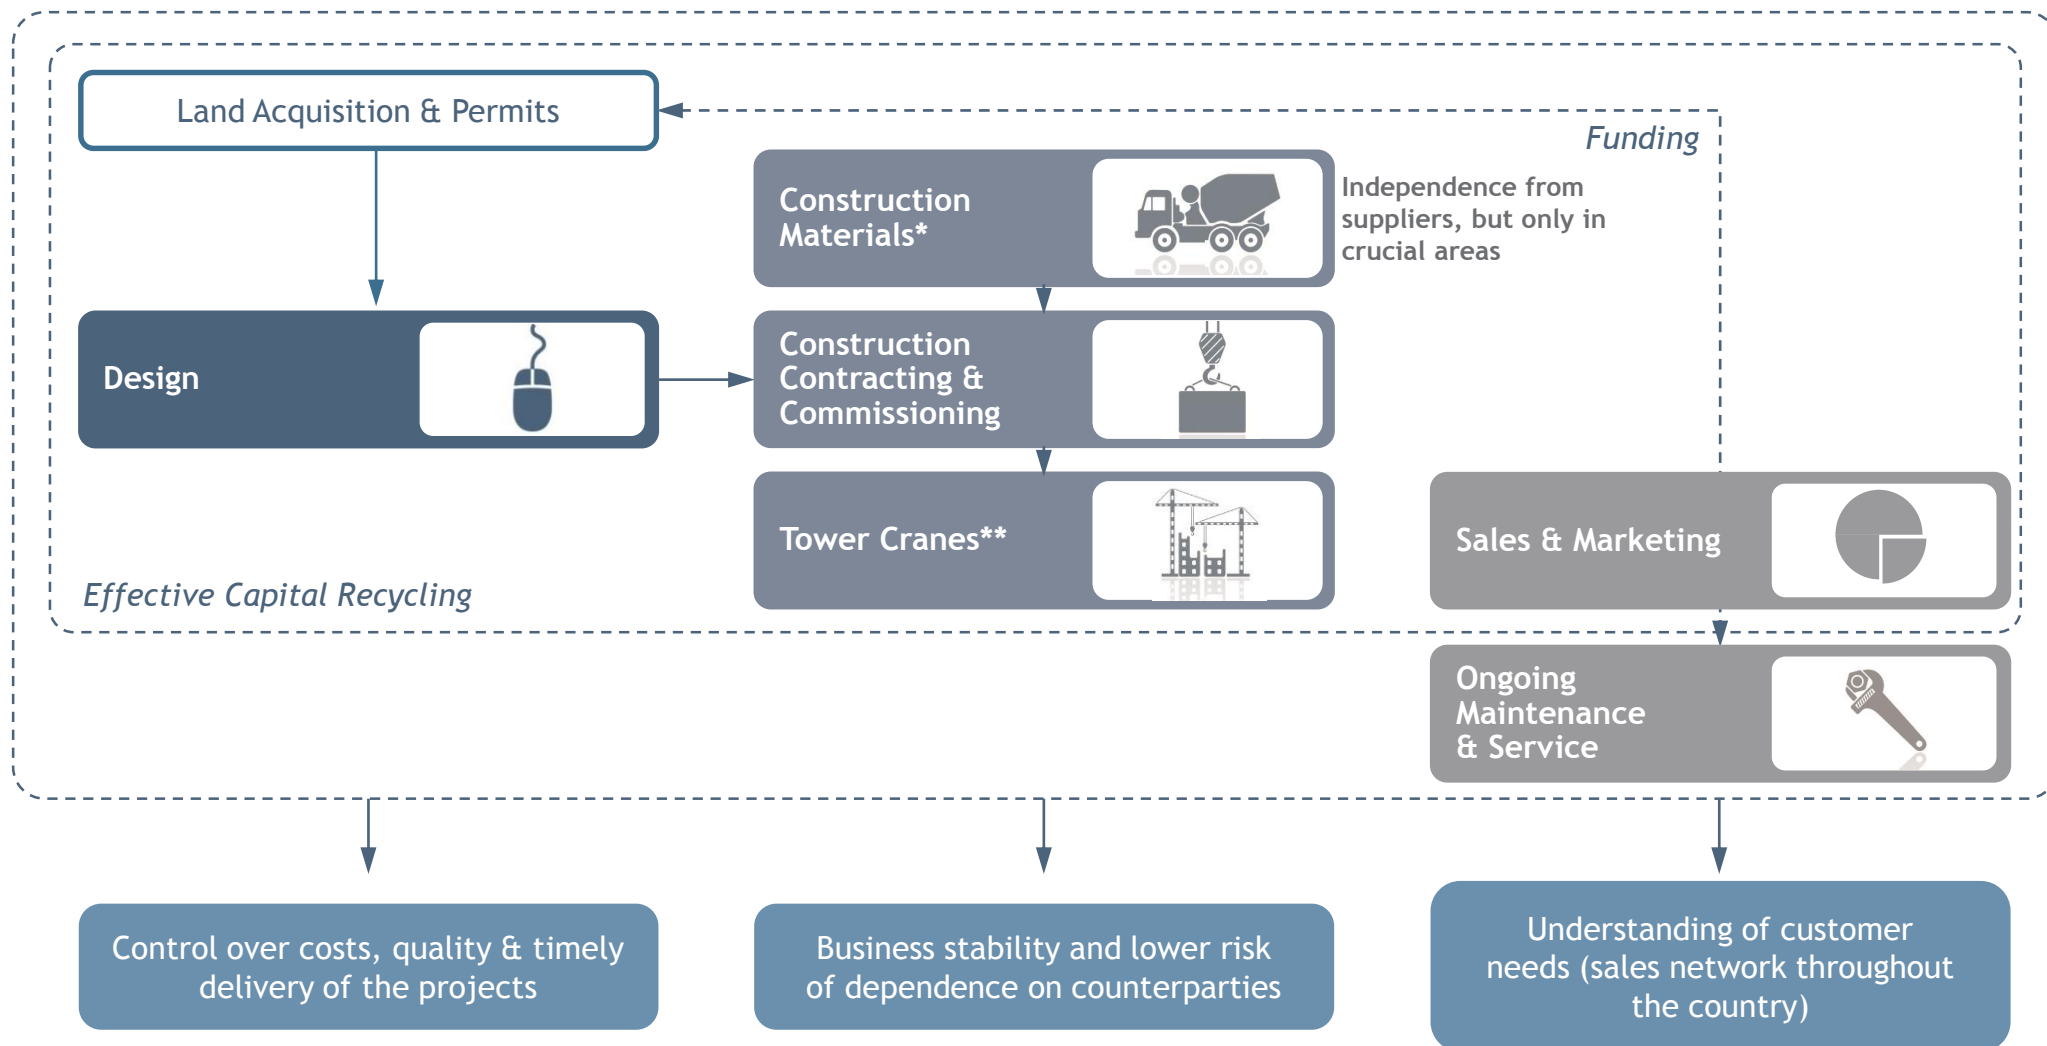 Land Acquisition & Permits
Funding
Construction
Materials*
Independence from
suppliers, but only in
crucial areas
Design
Construction
Contracting &
Commissioning
Tower Cranes**
Sales & Marketing
Effective Capital Recycling
Ongoing
Maintenance
& Service
Control over costs, quality & timely
delivery of the projects
Business stability and lower risk
of dependence on counterparties
Understanding of customer
needs (sales network throughout
the country)